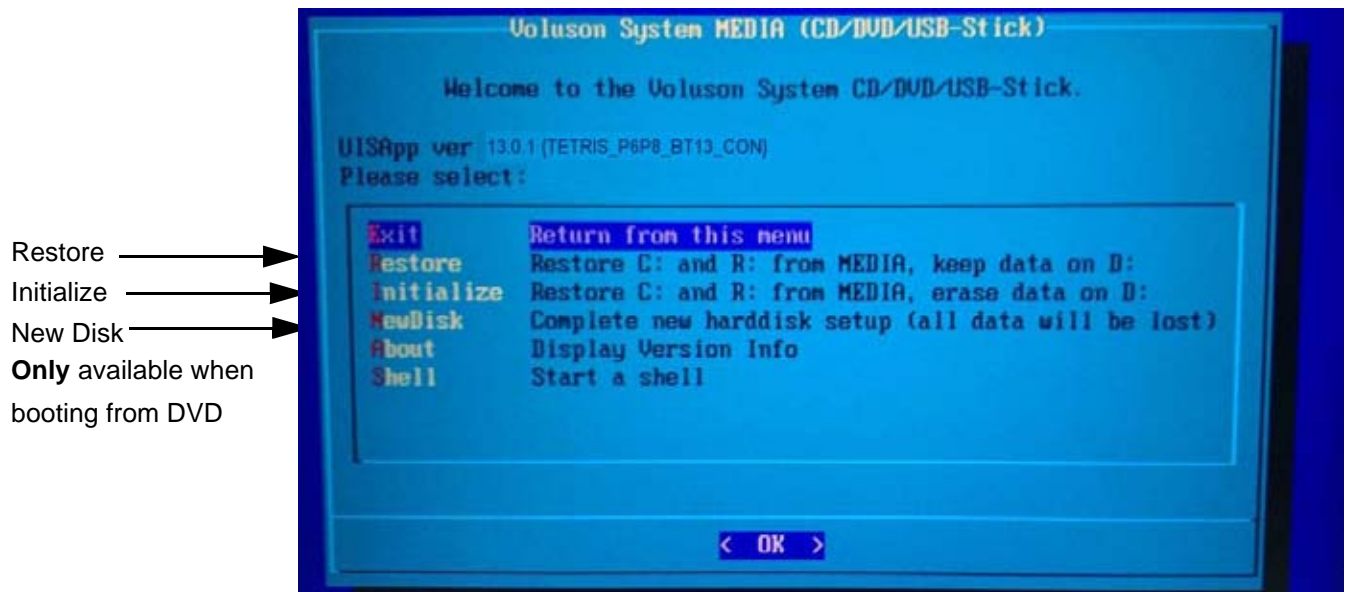 Voluson System MEDIA (CD/DVD/USB-Stick)
Welcome to the Voluson System CD/DVD/USB-Stick.
UISApp ver 13.0.1 (TETRIS_P6P8_BT13_CON)
Please select:
Exit Return from this menu
Restore Restore C: and R: from MEDIA, keep data on D:
Initialize Restore C: and R: from MEDIA, erase data on D:
NewDisk Complete new harddisk setup (all data will be lost)
About Display Version Info
Shell Start a shell
< OK >
Restore
Initialize
New Disk
Only available when
booting from DVD